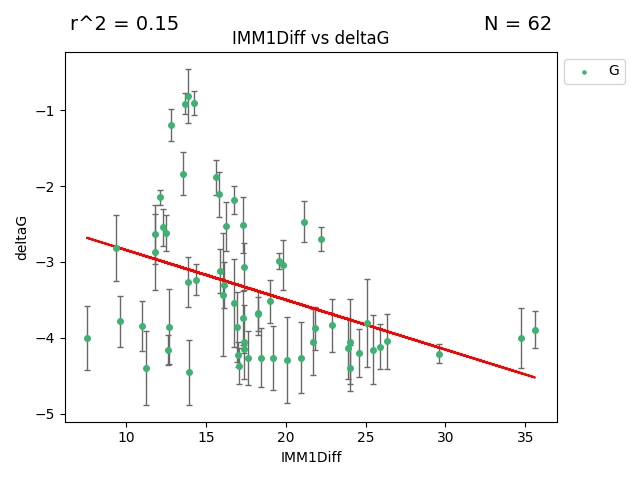 r^2 = 0.15
N = 62
IMM1Diff vs deltaG
G
−1
−2
−3
−4
−5
deltaG
10 15 20 25 30 35
IMM1Diff